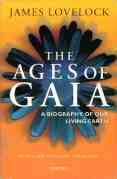 JAMES LOVELOCK
THE
AGES OF
GAIA
A BIOGRAPHY OF OUR
LIVING EARTH